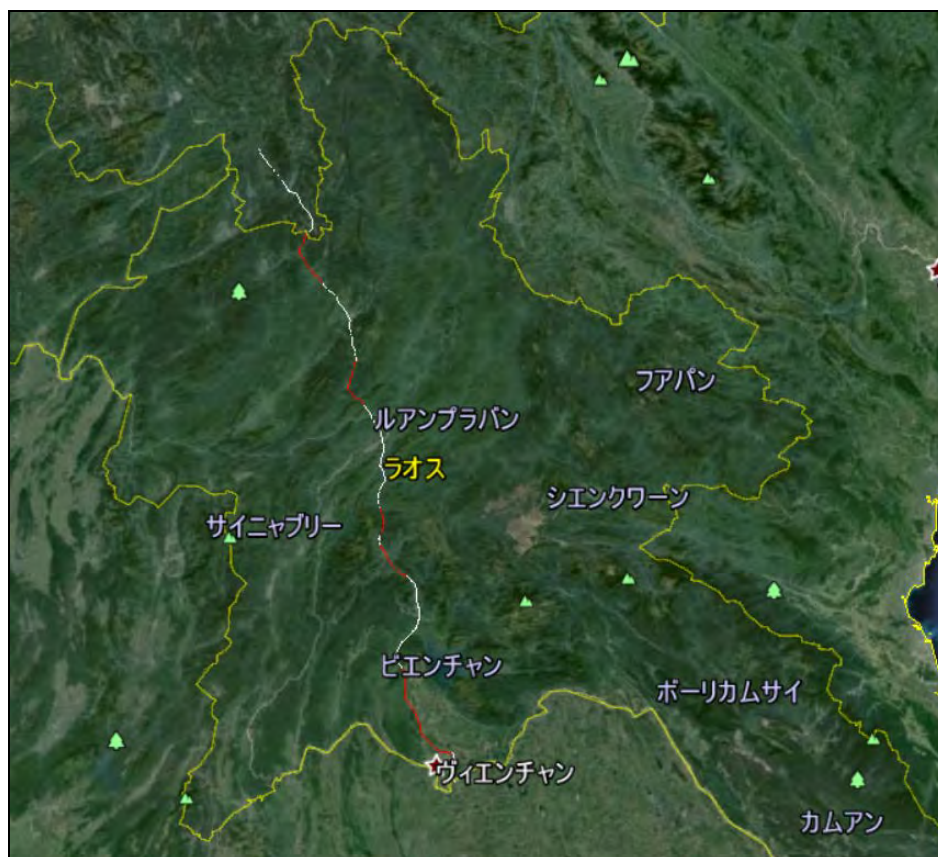 フアパン
ルアンプラバン
ラオス
シエンクワーン
サイニャブリー
ビエンチャン
ボーリカムサイ
ヴィエンチャン
カムアン